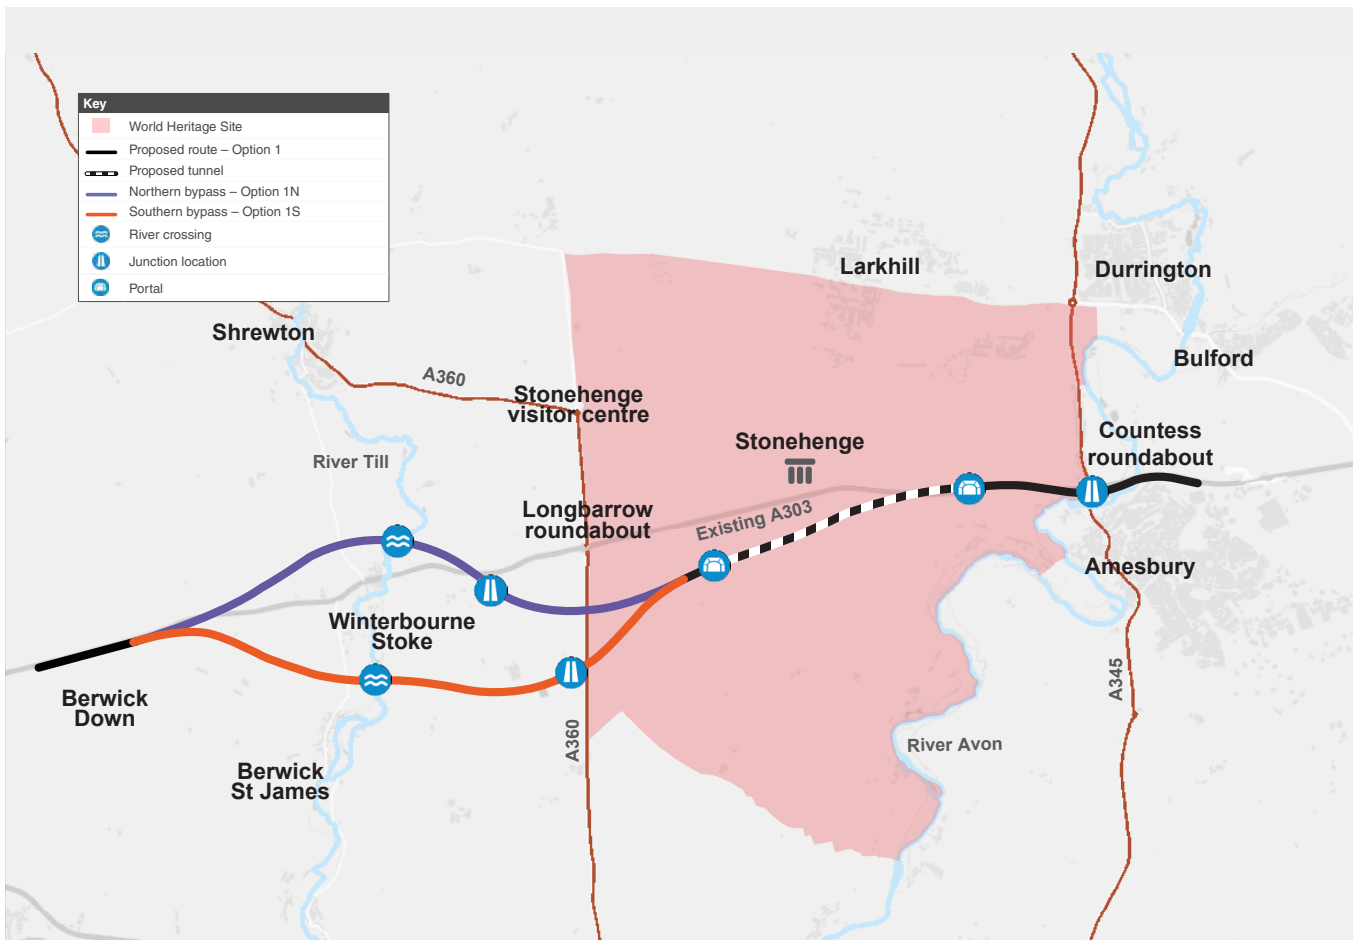 Key
World Heritage Site
Proposed route – Option 1
Proposed tunnel
Northern bypass – Option 1N
Southern bypass – Option 1S
River crossing
Junction location
Portal
Larkhill
Durrington
Shrewton
Bulford
A360
Stonehenge
visitor centre
Stonehenge
Countess
roundabout
River Till
Longbarrow
roundabout
Existing A303
Amesbury
Winterbourne
Stoke
A345
Berwick
Down
A360
River Avon
Berwick
St James